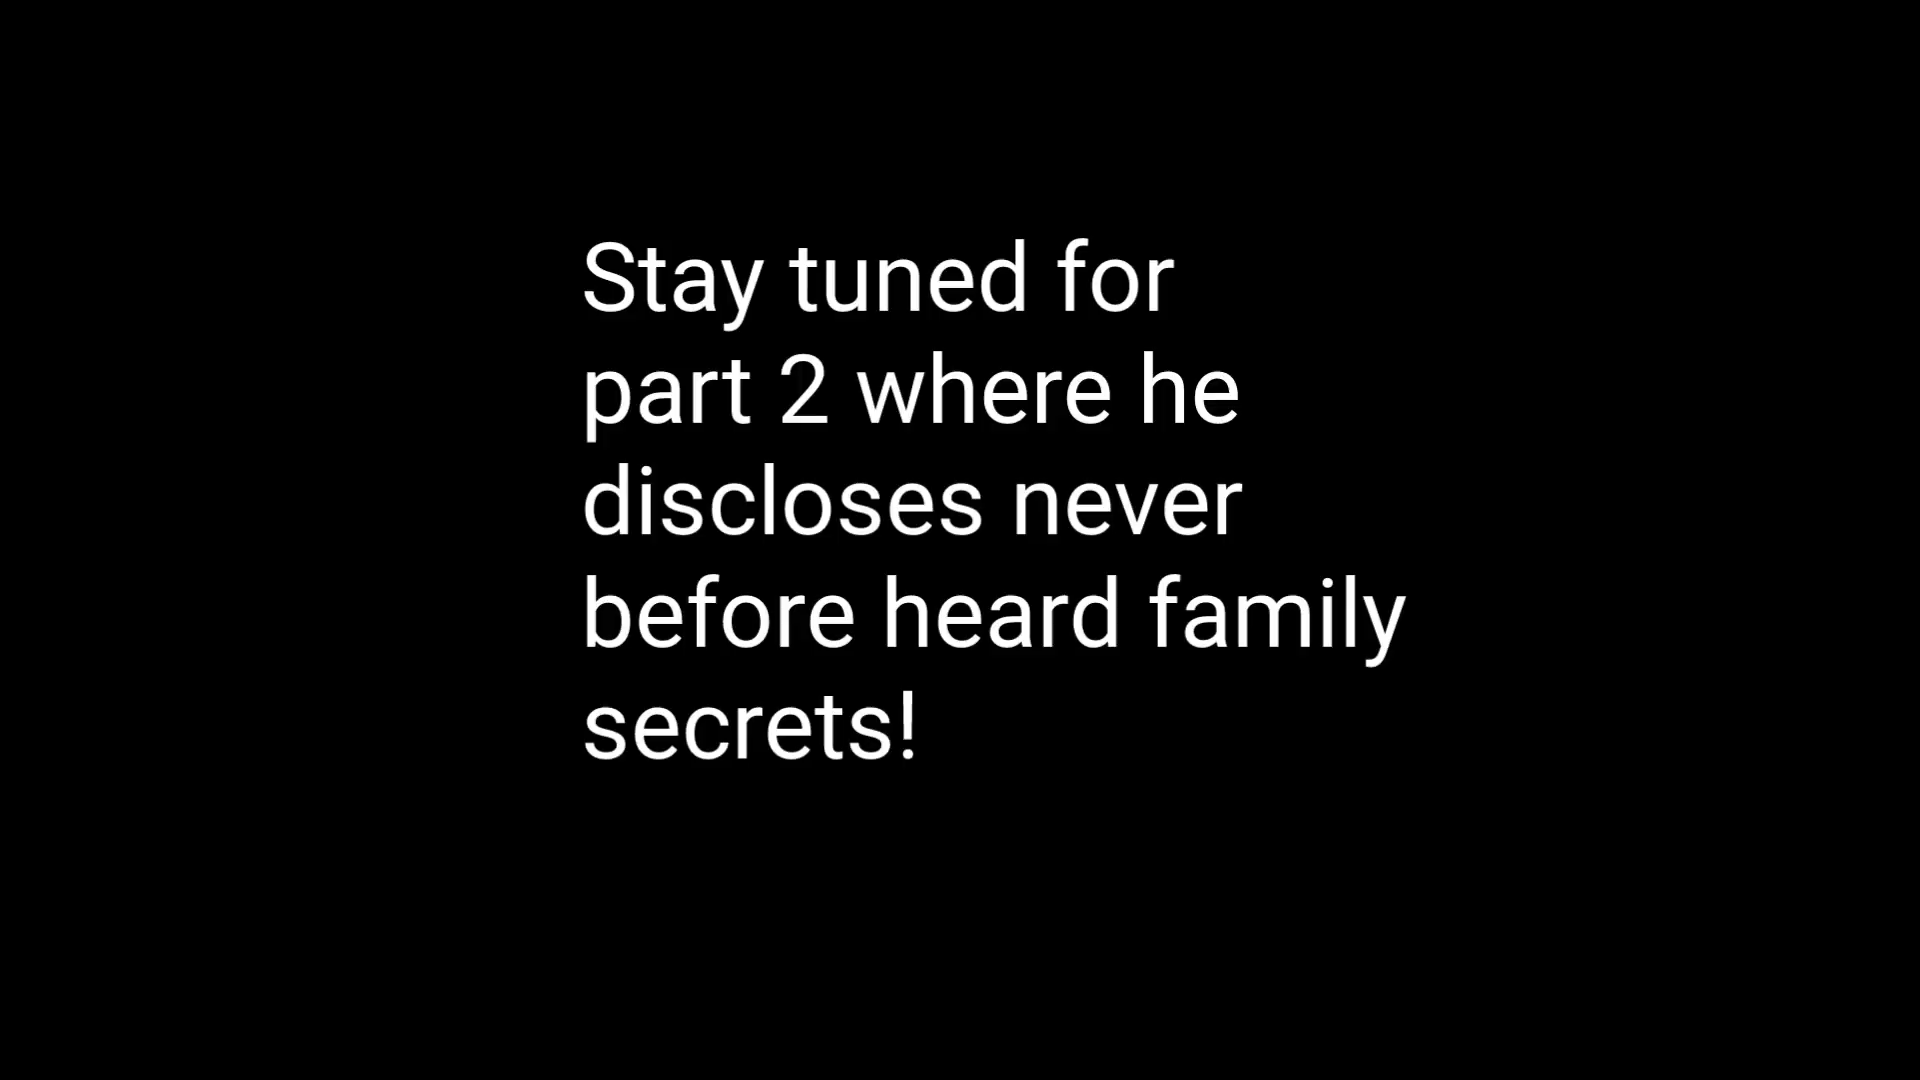 Stay tuned for
part 2 where he
discloses never
before heard family
secrets!